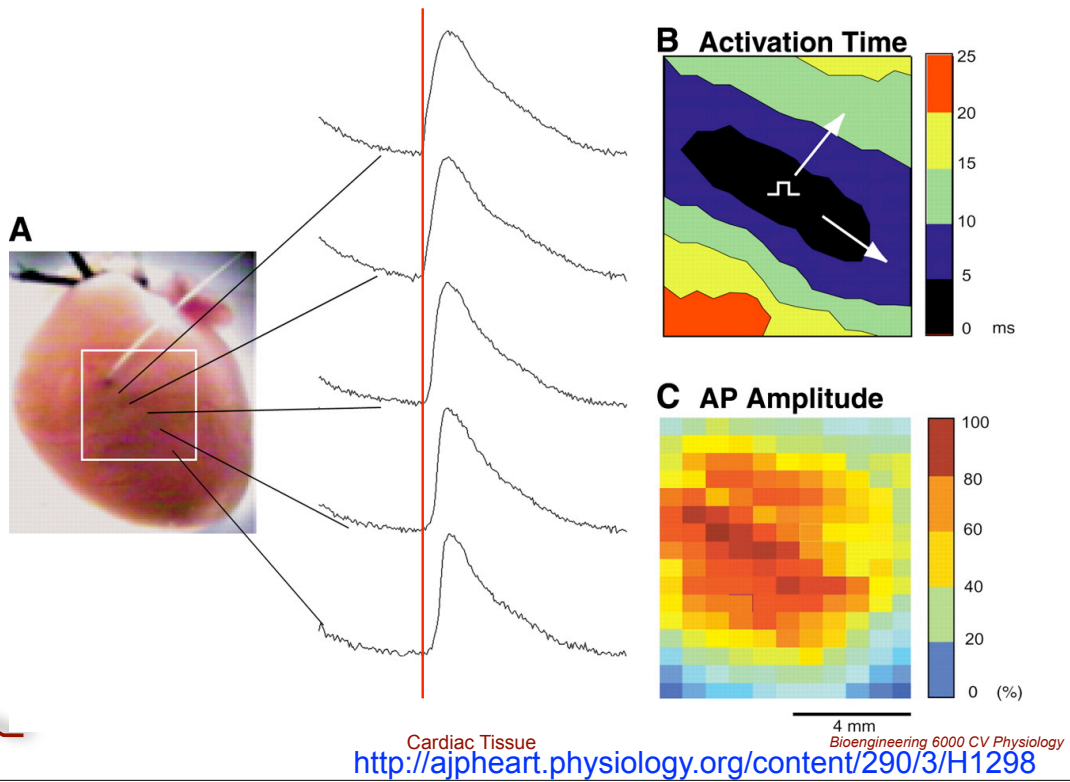 A
B Activation Time
25
20
15
10
5
0 ms
C AP Amplitude
100
80
60
40
20
0 (%)
4 mm
Cardiac Tissue
Bioengineering 6000 CV Physiology
http://ajpheart.physiology.org/content/290/3/H1298